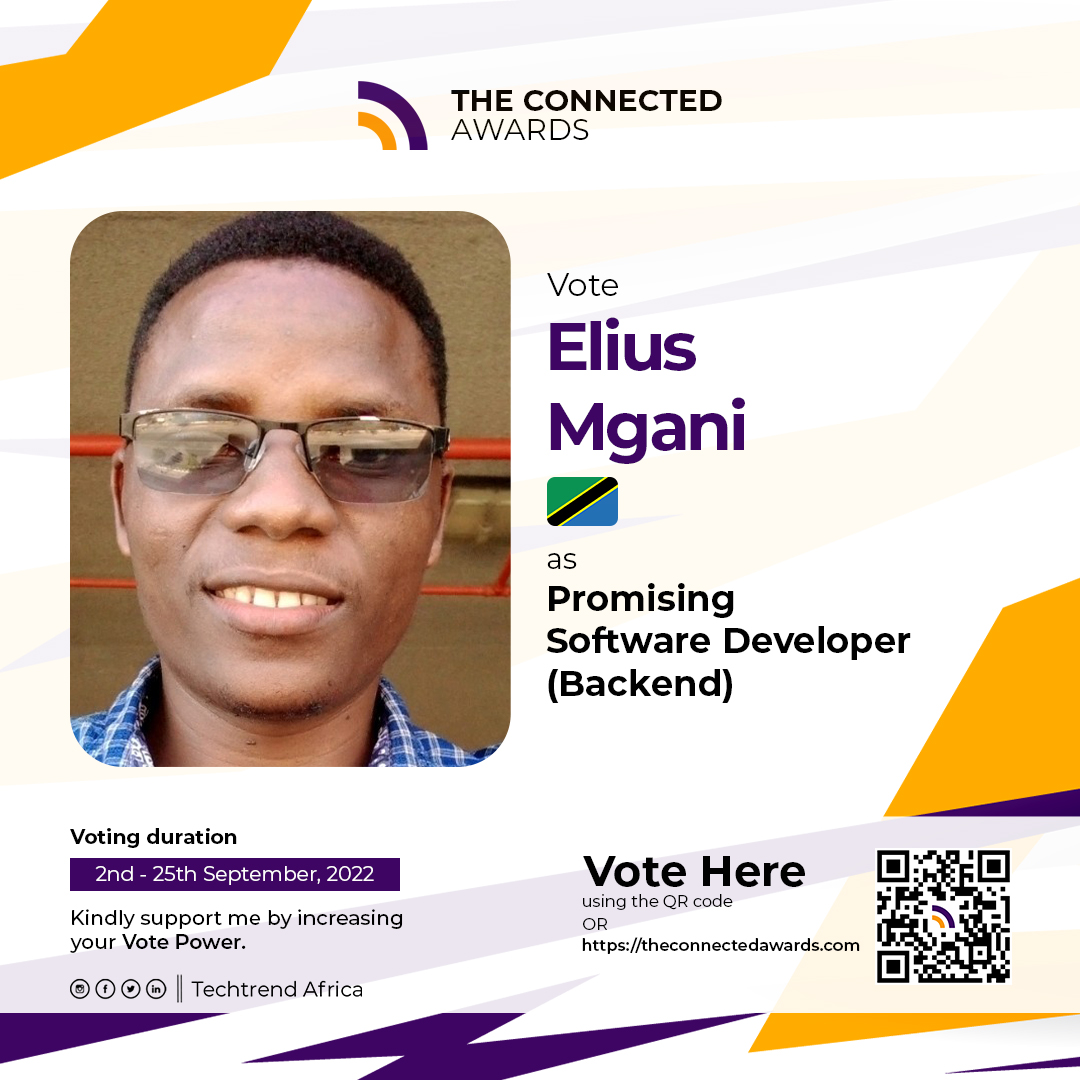 THE CONNECTED
AWARDS
Vote
Elius
Mgani
as
Promising
Software Developer
(Backend)
Voting duration
2nd - 25th September, 2022
Kindly support me by increasing
your Vote Power.
Techtrend Africa
Vote Here
using the QR code
OR
https://theconnectedawards.com